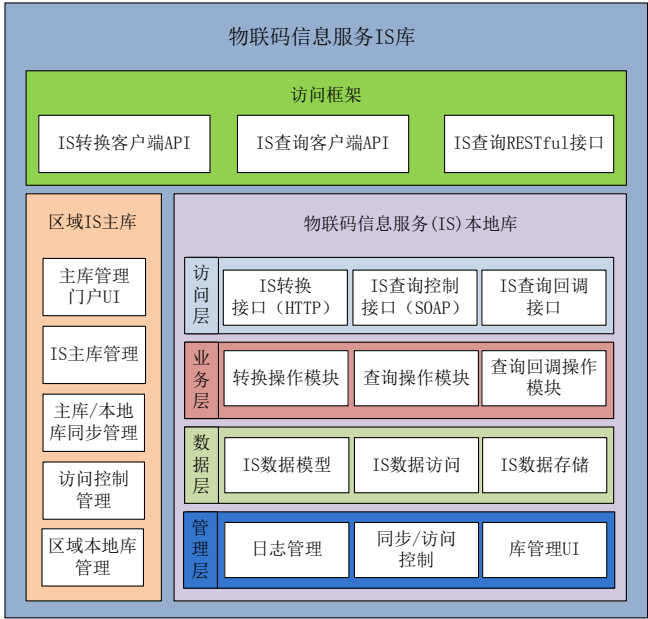 物联码信息服务IS库
访问框架
IS转换客户端API
IS查询客户端API
IS查询RESTful接口
区域IS主库
主库管理
门户UI
IS主库管理
主库/本地
库同步管理
访问控制
管理
区域本地库
管理
物联码信息服务(IS)本地库
访
问
层
IS转换
接口（HTTP）
IS查询控制
接口（SOAP）
IS查询回调
接口
业
务
层
转换操作模块
查询操作模块
查询回调操作
模块
数
据
层
IS数据模型
IS数据访问
IS数据存储
管
理
层
日志管理
同步/访问
控制
库管理UI